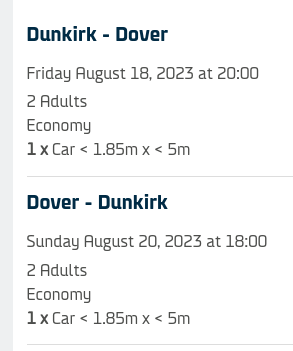 Dunkirk - Dover
Friday August 18, 2023 at 20:00
2 Adults
Economy
1 x Car < 1.85m x < 5m
Dover - Dunkirk
Sunday August 20, 2023 at 18:00
2 Adults
Economy
1 x Car < 1.85m x < 5m